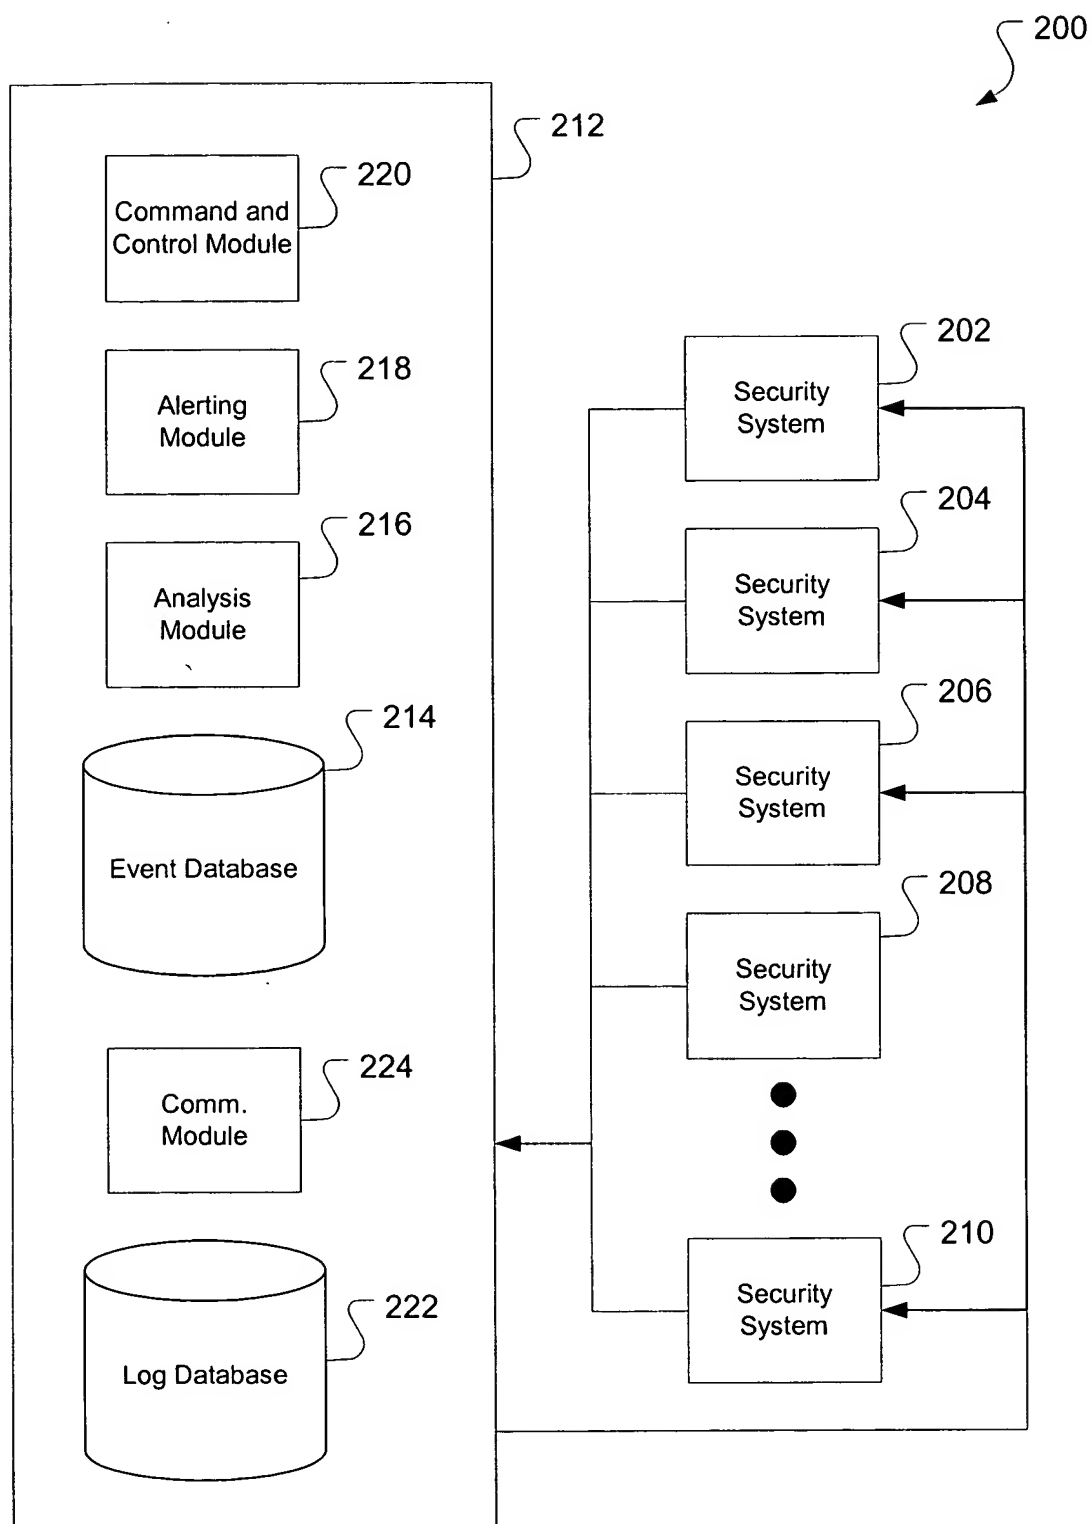 200
212
220
Command and
Control Module
218
Alerting
Module
216
Analysis
Module
214
Event Database
224
Comm.
Module
222
Log Database
202
Security
System
204
Security
System
206
Security
System
208
Security
System
210
Security
System